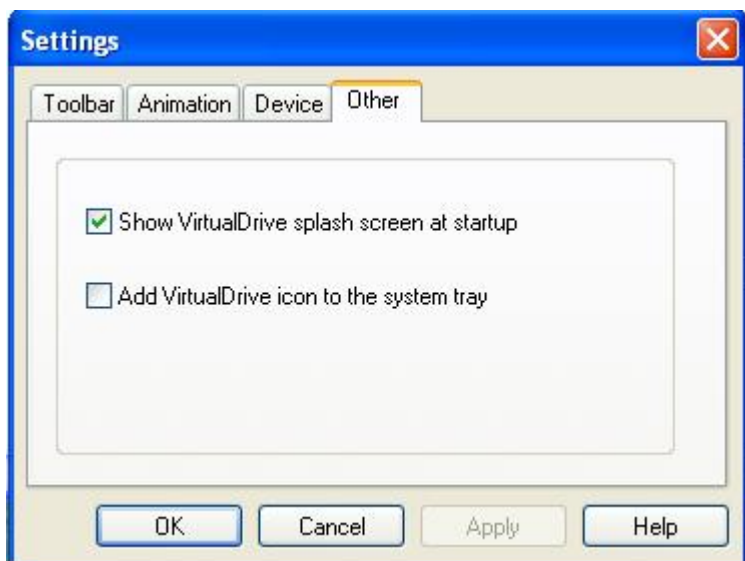 Settings
Toolbar Animation Device Other
Show VirtualDrive splash screen at startup
Add VirtualDrive icon to the system tray
OK Cancel Apply Help